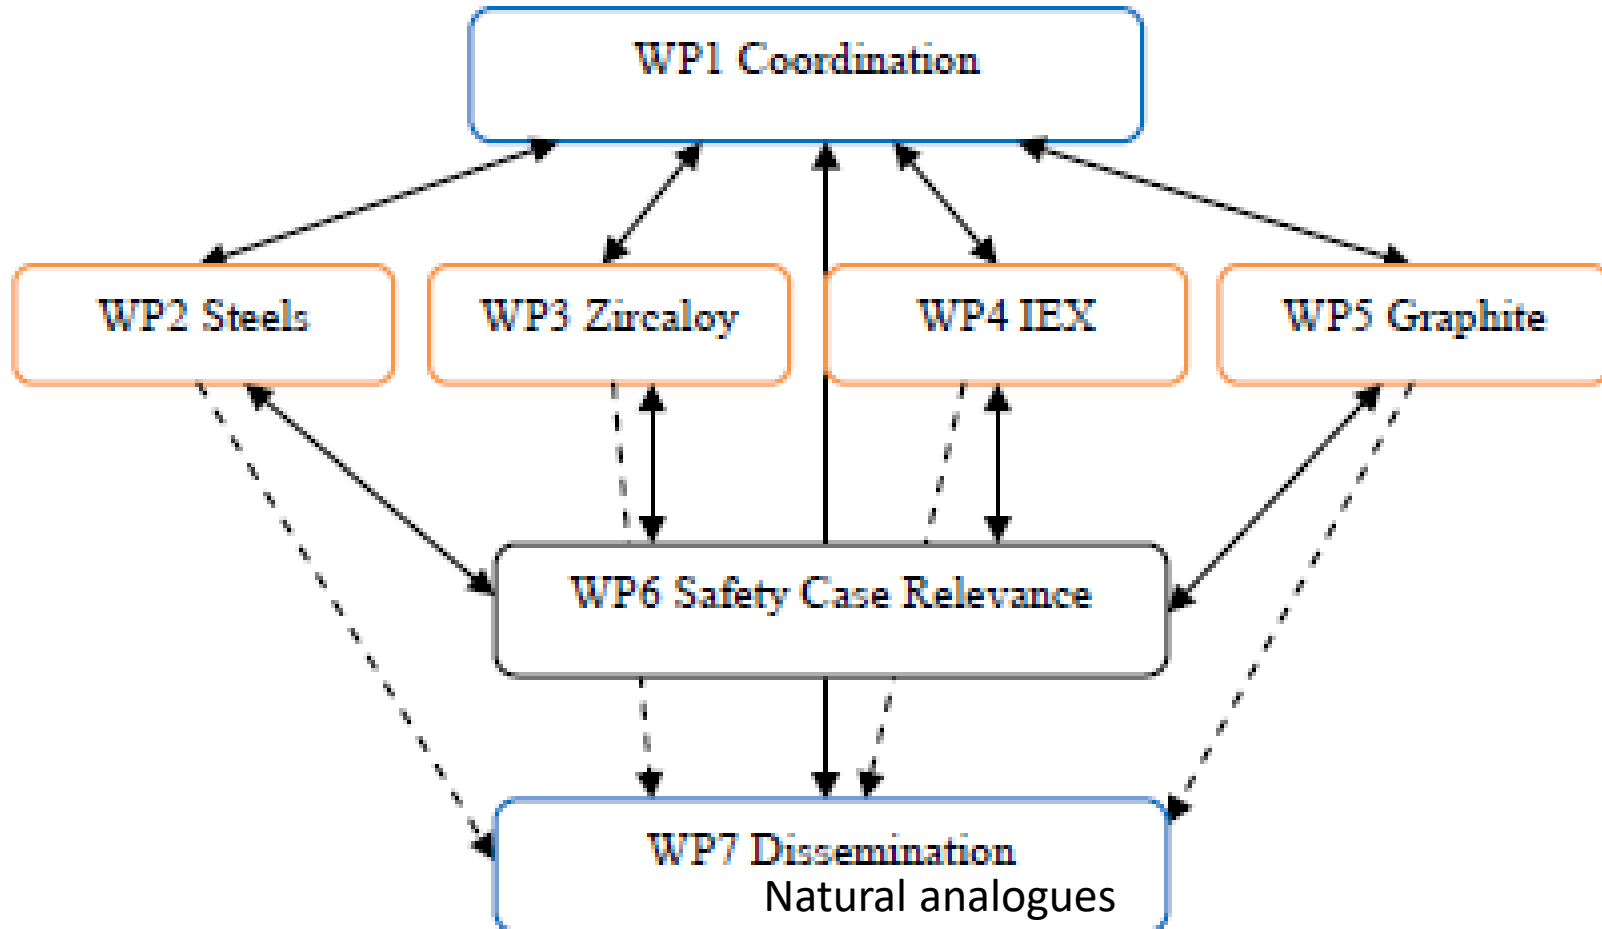 WP1 Coordination
WP2 Steels
WP3 Zircaloy
WP4 IEX
WP5 Graphite
WP6 Safety Case Relevance
WP7 Dissemination
Natural analogues